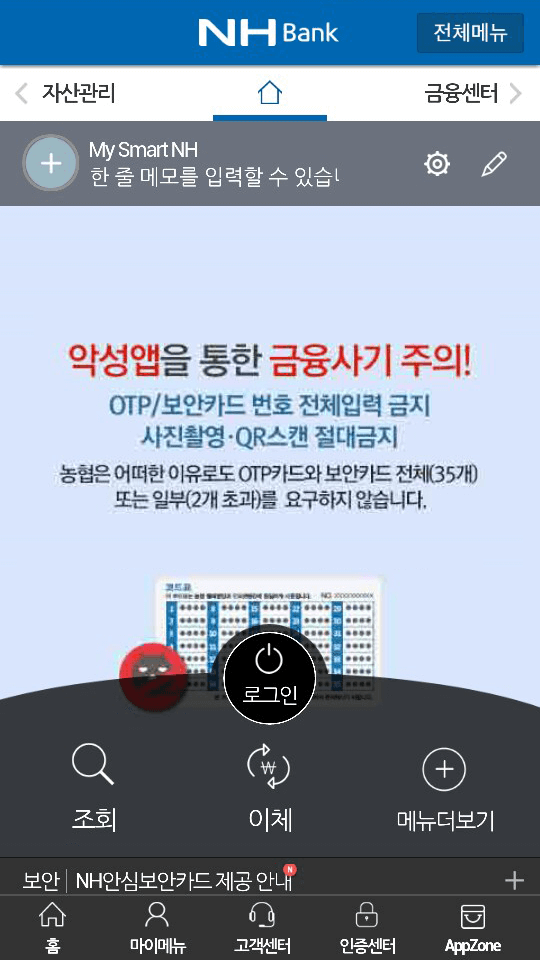 NH Bank
전체메뉴
자산관리
금융센터
My Smart NH
한 줄 메모를 입력할 수 있습니
악성앱을 통한 금융사기 주의!
OTP/보안카드 번호 전체입력 금지
사진촬영·QR스캔 절대금지
농협은 어떠한 이유로도 OTP카드와 보안카드 전체(35개)
또는 일부(2개 초과)를 요구하지 않습니다.
코드표
로그인
조회
이체
메뉴더보기
보안 NH안심보안카드 제공 안내
N
홈
마이메뉴
고객센터
인증센터
AppZone